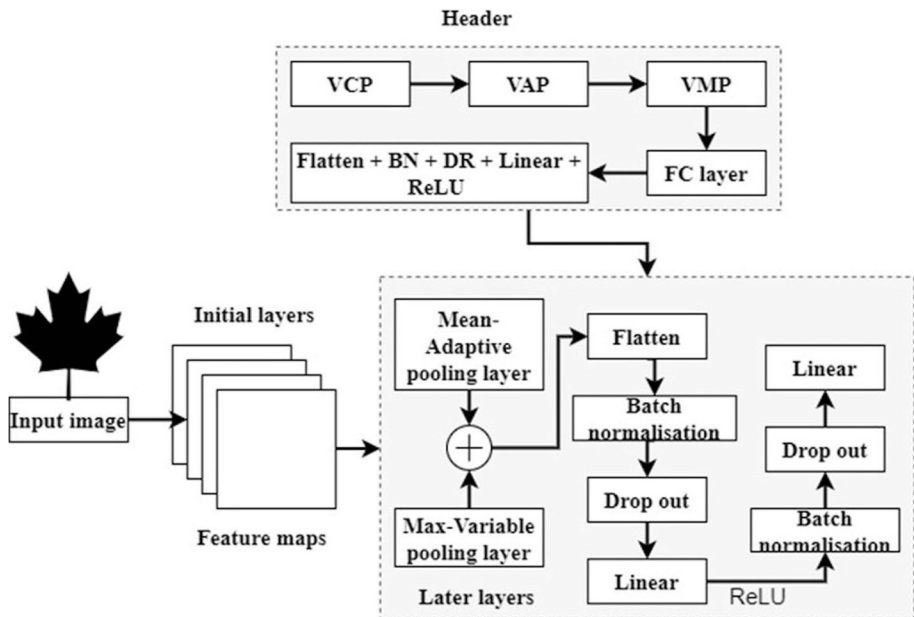 Header
VCP
VAP
VMP
Flatten + BN + DR + Linear +
ReLU
FC layer
Initial layers
Input image
Feature maps
Mean-
Adaptive
pooling layer
Max-Variable
pooling layer
Later layers
Flatten
Batch
normalisation
Drop out
Linear
ReLU
Batch
normalisation
Drop out
Linear